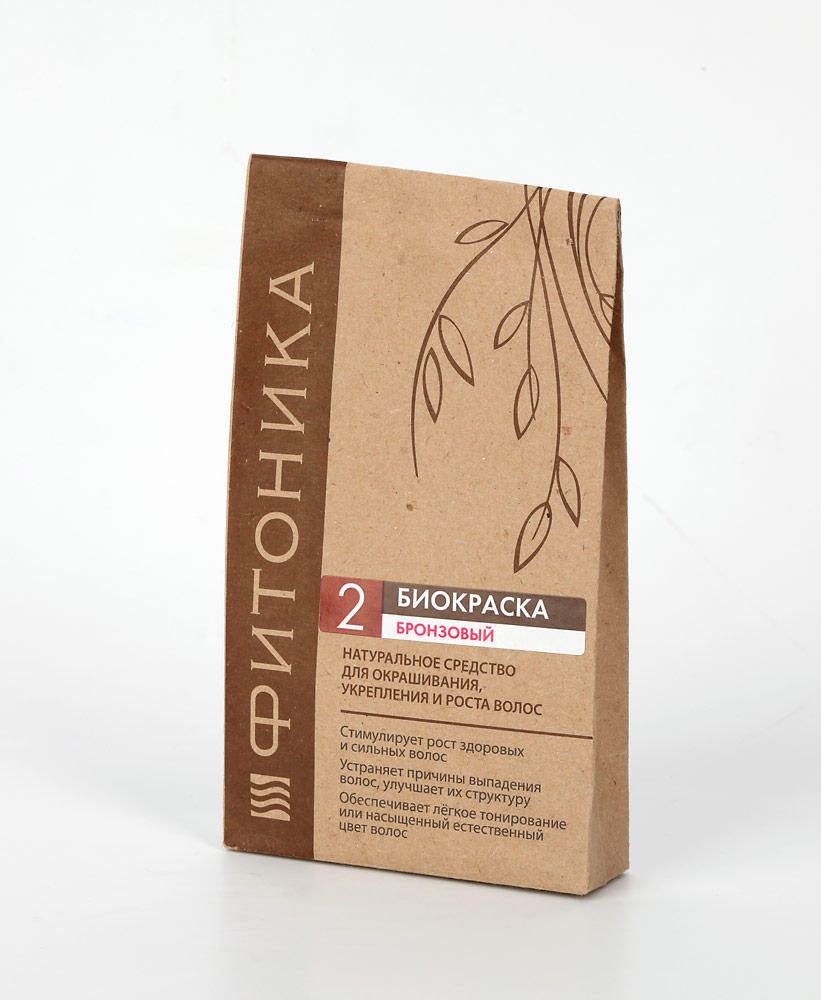 ФИТОНИКА
2
БИОКРАСКА
БРОНЗОВЫЙ
НАТУРАЛЬНОЕ СРЕДСТВО
ДЛЯ ОКРАШИВАНИЯ,
УКРЕПЛЕНИЯ И РОСТА ВОЛОС
Стимулирует рост здоровых
и сильных волос
Устраняет причины выпадения
волос, улучшает их структуру
Обеспечивает лёгкое тонирование
или насыщенный естественный
цвет волос